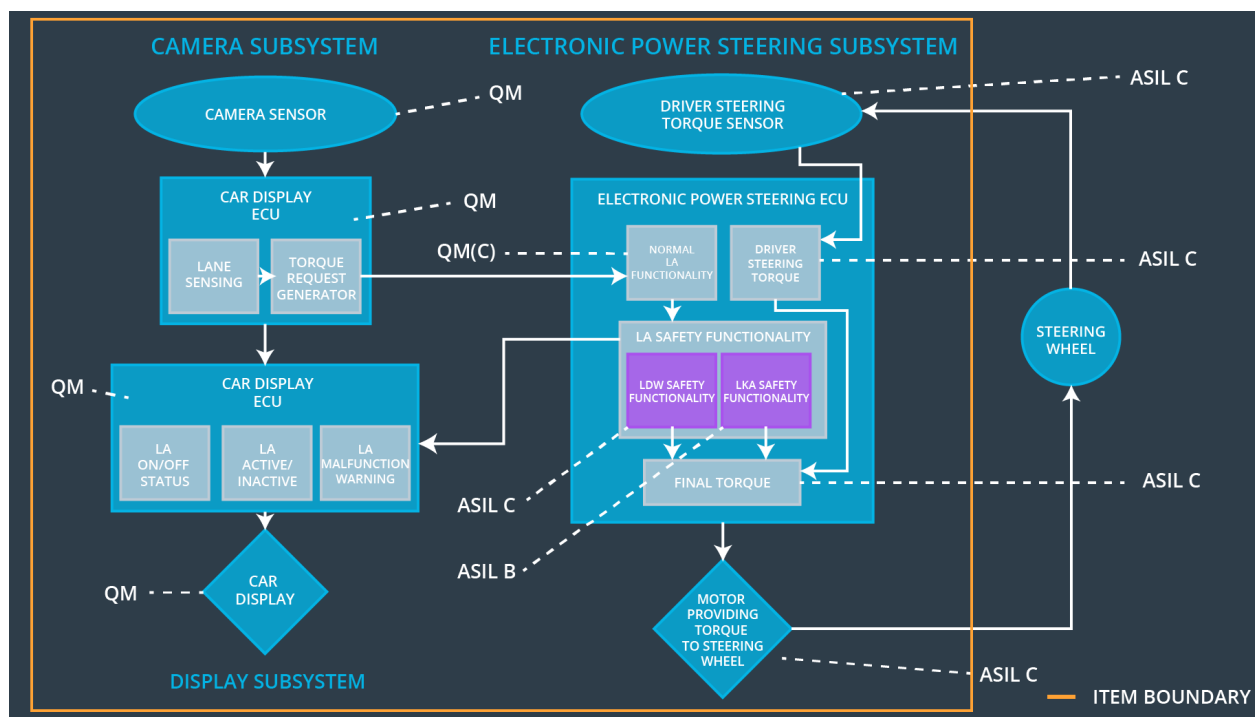 CAMERA SUBSYSTEM
ELECTRONIC POWER STEERING SUBSYSTEM
CAMERA SENSOR
QM
DRIVER STEERING
TORQUE SENSOR
ASIL C
CAR DISPLAY
ECU
QM
LANE
SENSING
TORQUE
REQUEST
GENERATOR
ELECTRONIC POWER STEERING ECU
QM(C)
NORMAL
LA
FUNCTIONALITY
DRIVER
STEERING
TORQUE
ASIL C
LA SAFETY FUNCTIONALITY
LDW SAFETY
FUNCTIONALITY
LKA SAFETY
FUNCTIONALITY
STEERING
WHEEL
QM
CAR DISPLAY
ECU
LA
ON/OFF
STATUS
LA
ACTIVE/
INACTIVE
LA
MALFUNCTION
WARNING
ASIL C
ASIL B
FINAL TORQUE
ASIL C
QM
CAR
DISPLAY
MOTOR
PROVIDING
TORQUE
TO STEERING
WHEEL
ASIL C
DISPLAY SUBSYSTEM
ITEM BOUNDARY